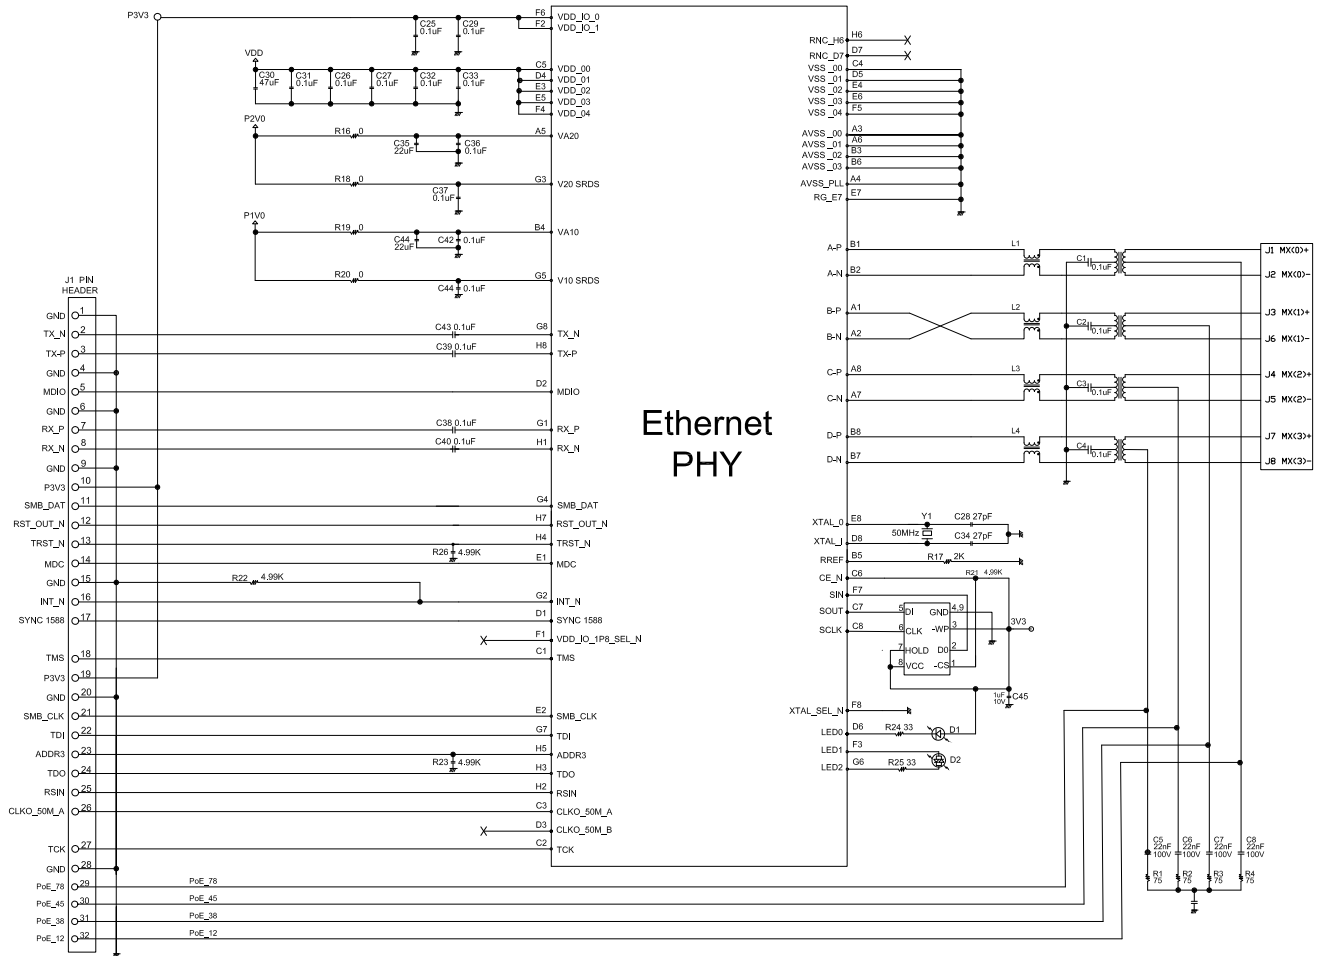 P3V3
C25
0.1uF
C29
0.1uF
F6
VDD_IO_0
F2
VDD_IO_1
VDD
C30
47uF
C31
0.1uF
C26
0.1uF
C27
0.1uF
C32
0.1uF
C33
0.1uF
C5
VDD_00
D4
VDD_01
E3
VDD_02
E5
VDD_03
F4
VDD_04
P2V0
R16 0
C35
22uF
C36
0.1uF
A5
VA20
R18 0
C37
0.1uF
G3
V20 SRDS
P1V0
R19 0
C44
22uF
C42
0.1uF
B4
VA10
R20 0
C44
0.1uF
G5
V10 SRDS
J1 PIN
HEADER
GND 1
TX_N 2
C43 0.1uF
G8
TX_N
TX-P 3
C39 0.1uF
H8
TX-P
GND 4
MDIO 5
D2
MDIO
GND 6
RX_P 7
C38 0.1uF
G1
RX_P
RX_N 8
C40 0.1uF
H1
RX_N
GND 9
P3V3 10
SMB_DAT 11
G4
SMB_DAT
RST_OUT_N 12
H7
RST_OUT_N
TRST_N 13
R26 4.99K
H4
TRST_N
MDC 14
E1
MDC
GND 15
R22 4.99K
INT_N 16
G2
INT_N
SYNC 1588 17
D1
SYNC 1588
F1
VDD_IO_1P8_SEL_N
TMS 18
C1
TMS
P3V3 19
GND 20
SMB_CLK 21
E2
SMB_CLK
TDI 22
G7
TDI
ADDR3 23
R23 4.99K
H5
ADDR3
TDO 24
H3
TDO
RSIN 25
H2
RSIN
CLKO_50M_A 26
C3
CLKO_50M_A
D3
CLKO_50M_B
TCK 27
C2
TCK
GND 28
PoE_78 29
PoE_78
PoE_45 30
PoE_45
PoE_38 31
PoE_38
PoE_12 32
PoE_12
Ethernet
PHY
RNC_H6 H6
RNC_D7 D7
VSS_00 C4
VSS_01 D5
VSS_02 E4
VSS_03 E6
VSS_04 F5
AVSS_00 A3
AVSS_01 A6
AVSS_02 B3
AVSS_03 B6
AVSS_PLL A4
RG_E7 E7
A-P B1
L1
A-N B2
C1
0.1uF
J1 MX(0)+
J2 MX(0)-
B-P A1
L2
B-N A2
C2
0.1uF
J3 MX(1)+
J6 MX(1)-
C-P A8
L3
C-N A7
C3
0.1uF
J4 MX(2)+
J5 MX(2)-
D-P B8
L4
D-N B7
C4
0.1uF
J7 MX(3)+
J8 MX(3)-
XTAL_0 E8
Y1
50MHz
C28 27pF
XTAL_I D8
C34 27pF
RREF B5
R17 2K
CE_N C6
R21 4.99K
SIN F7
SOUT C7
SCLK C8
5 DI
GND 4,9
6 CLK
-WP 3
7 HOLD
D0 2
8 VCC
-CS 1
3V3
1uF
10V
C45
XTAL_SEL_N F8
LED0 D6
R24 33
D1
LED1 F3
D2
LED2 G6
R25 33
C5
22nF
100V
C6
22nF
100V
C7
22nF
100V
C8
22nF
100V
R1
75
R2
75
R3
75
R4
75